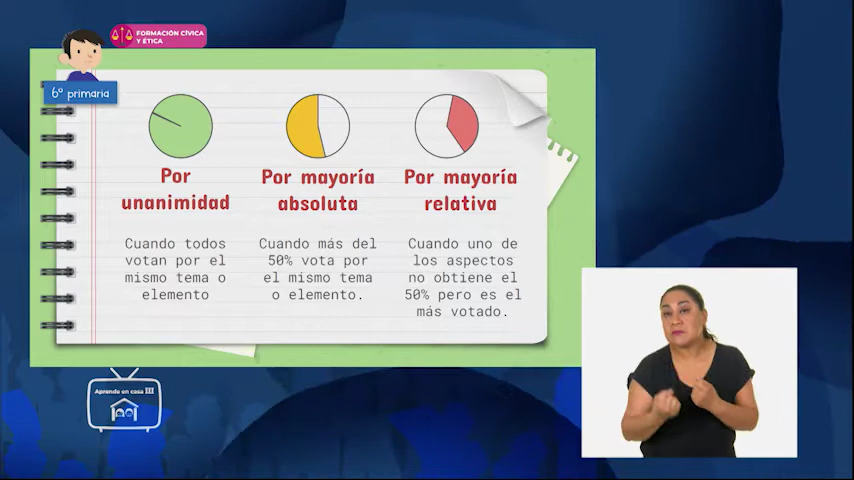 FORMACIÓN CÍVICA
Y ÉTICA
6º primaria
Por
unanimidad
Cuando todos
votan por el
mismo tema o
elemento
Por mayoría
absoluta
Cuando más del
50% vota por
el mismo tema
o elemento.
Por mayoría
relativa
Cuando uno de
los aspectos
no obtiene el
50% pero es el
más votado.
Aprende en casa III